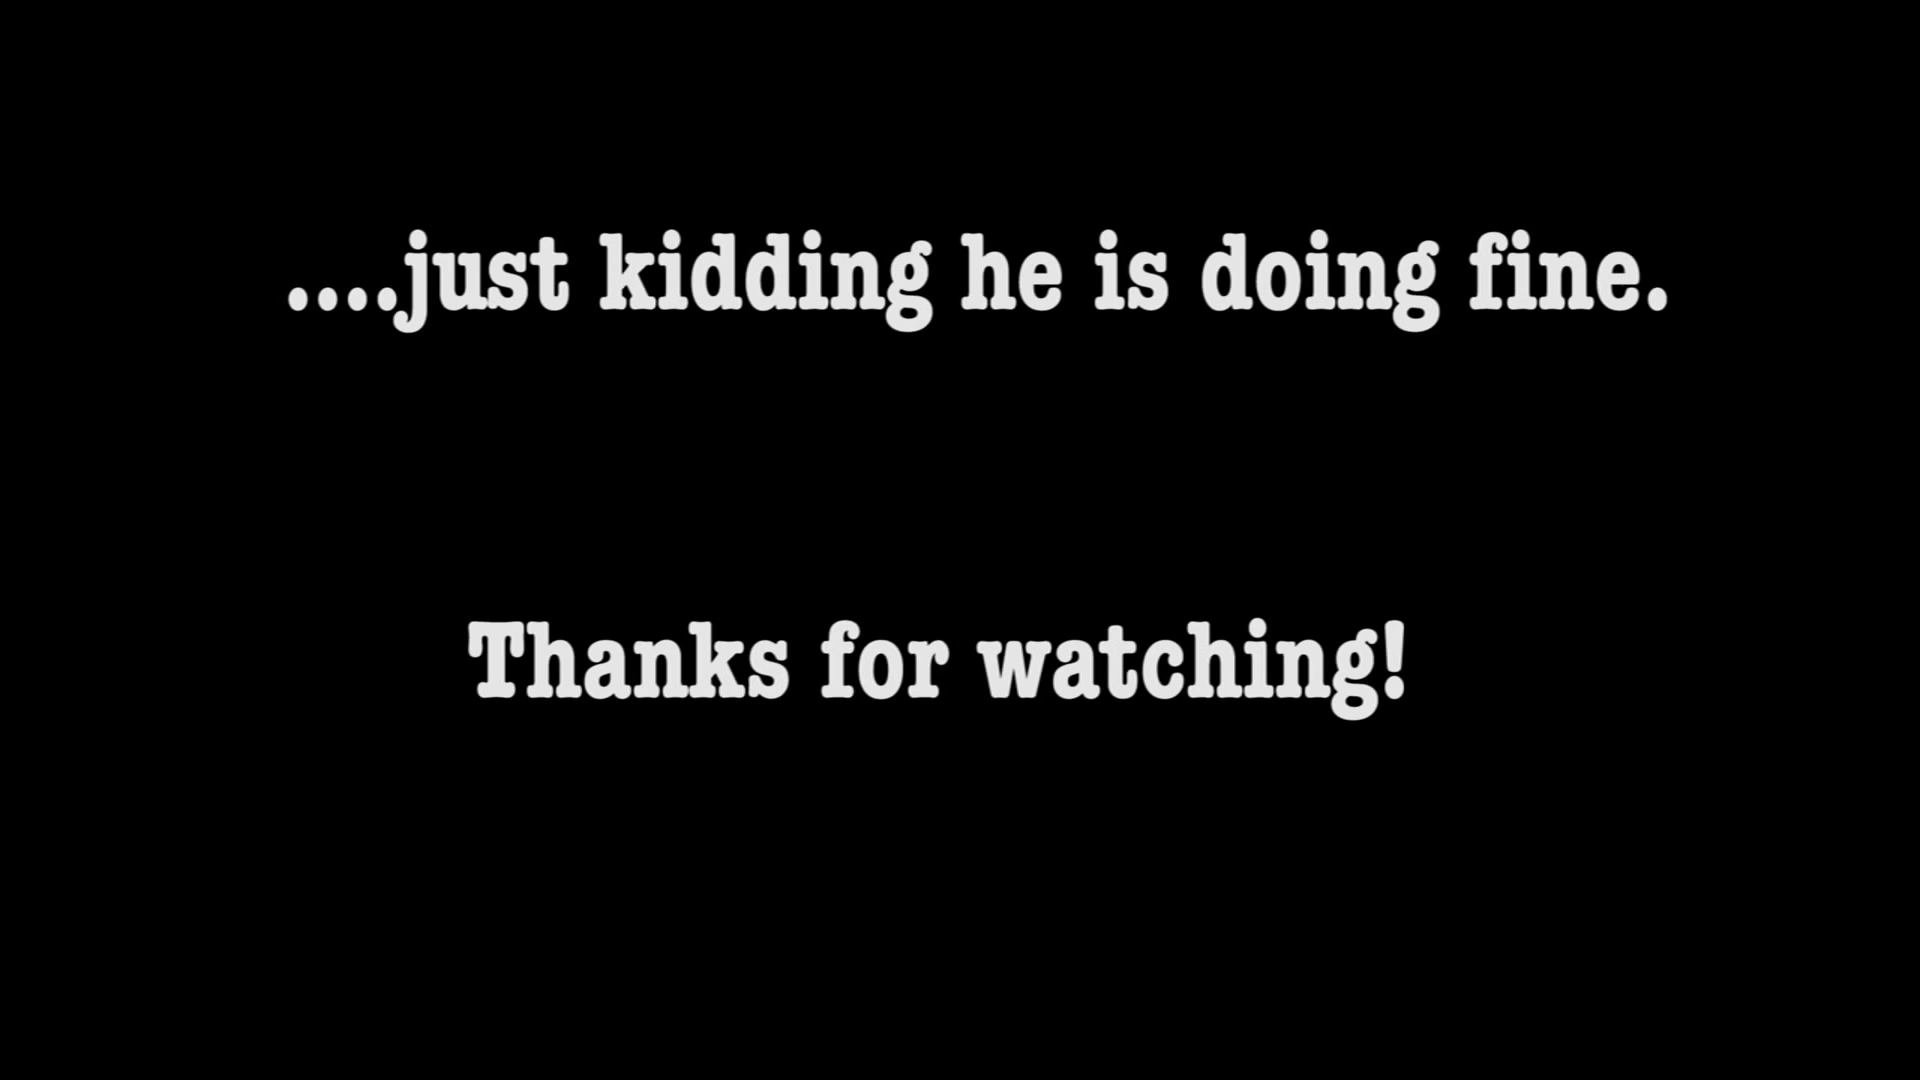 ....just kidding he is doing fine.
Thanks for watching!